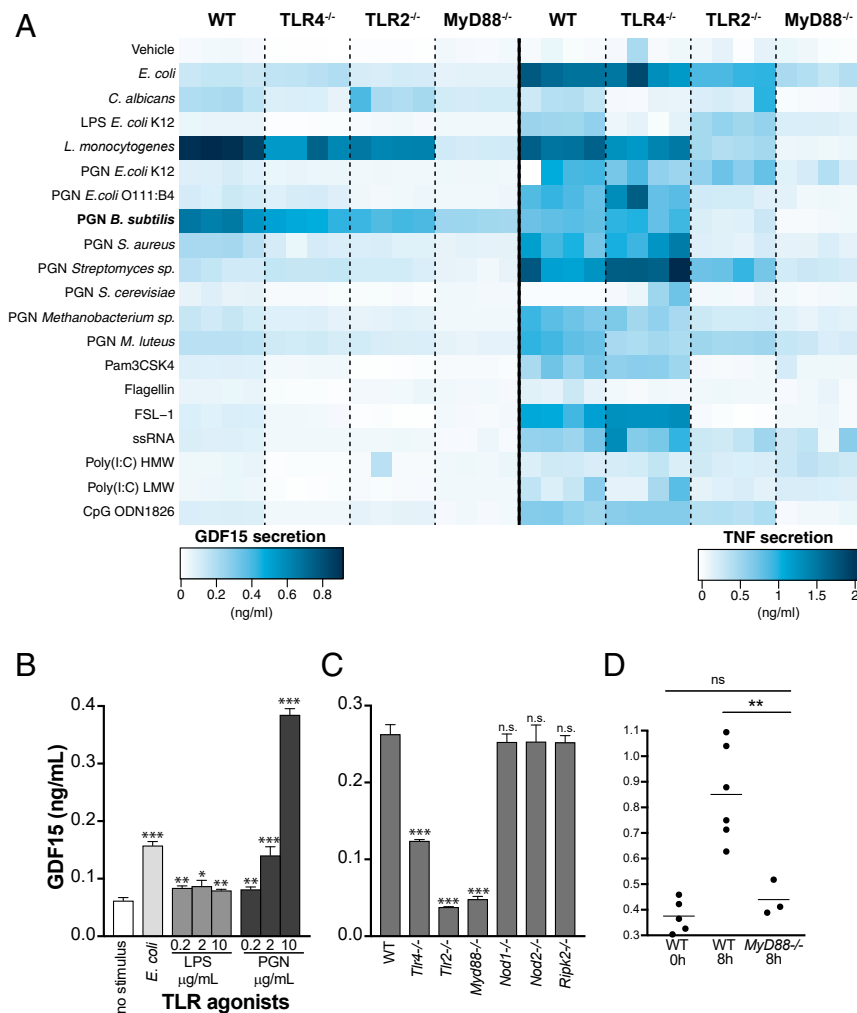 A
WT TLR4-/- TLR2-/- MyD88-/- WT TLR4-/- TLR2-/- MyD88-/-
Vehicle
E. coli
C. albicans
LPS E. coli K12
L. monocytogenes
PGN E.coli K12
PGN E.coli O111:B4
PGN B. subtilis
PGN S. aureus
PGN Streptomyces sp.
PGN S. cerevisiae
PGN Methanobacterium sp.
PGN M. luteus
Pam3CSK4
Flagellin
FSL−1
ssRNA
Poly(I:C) HMW
Poly(I:C) LMW
CpG ODN1826
GDF15 secretion
0 0.2 0.4 0.6 0.8
(ng/ml)
TNF secretion
0 0.5 1 1.5 2
(ng/ml)
B
GDF15 (ng/mL)
0.4
0.3
0.2
0.1
0.0
*** ** * ** ** *** ***
no stimulus
E. coli
0.2 2 10 0.2 2 10
LPS PGN
µg/mL µg/mL
TLR agonists
C
0.3
0.2
0.1
0.0
*** *** *** n.s. n.s. n.s.
WT
Tlr4-/-
Tlr2-/-
Myd88-/-
Nod1-/-
Nod2-/-
Ripk2-/-
D
ns
**
1.1
1.0
0.9
0.8
0.7
0.6
0.5
0.4
0.3
WT WT MyD88-/-
0h 8h 8h